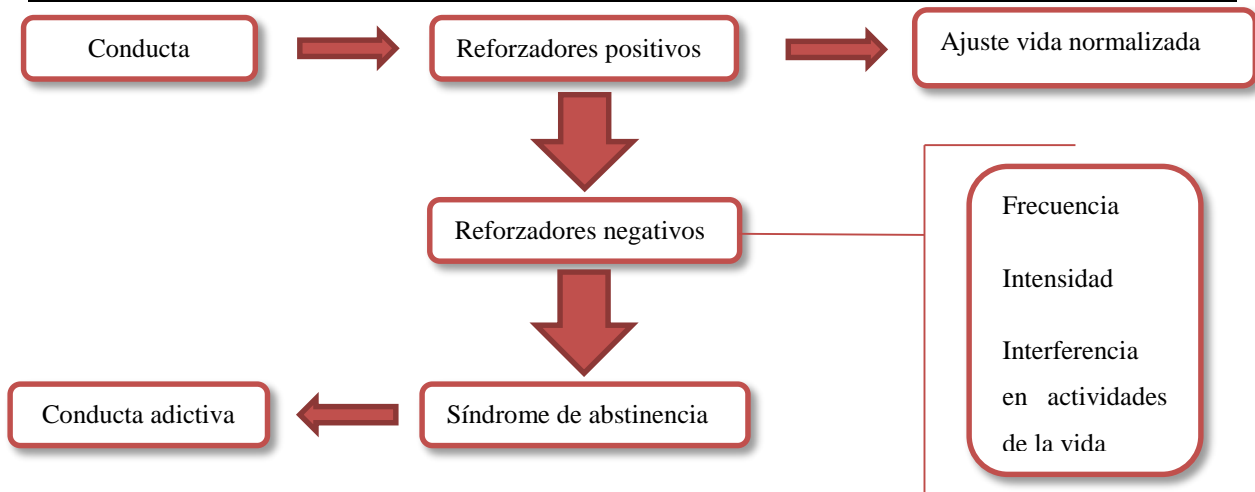 Conducta
Reforzadores positivos
Ajuste vida normalizada
Reforzadores negativos
Frecuencia
Intensidad
Interferencia
en actividades
de la vida
Conducta adictiva
Síndrome de abstinencia